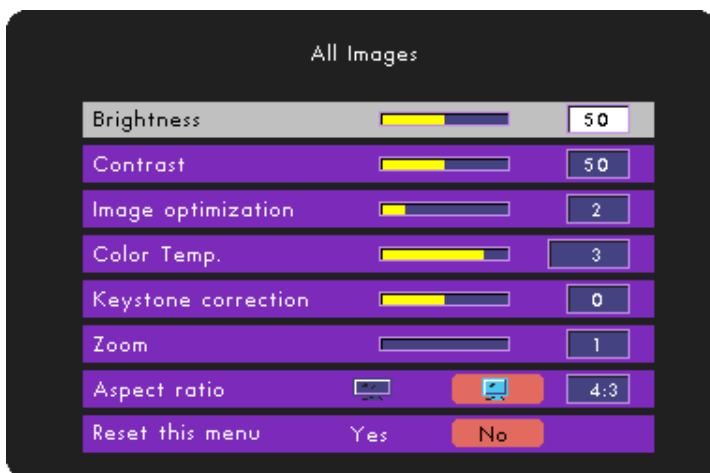 All Images
Brightness 50
Contrast 50
Image optimization 2
Color Temp. 3
Keystone correction 0
Zoom 1
Aspect ratio 4:3
Reset this menu Yes No